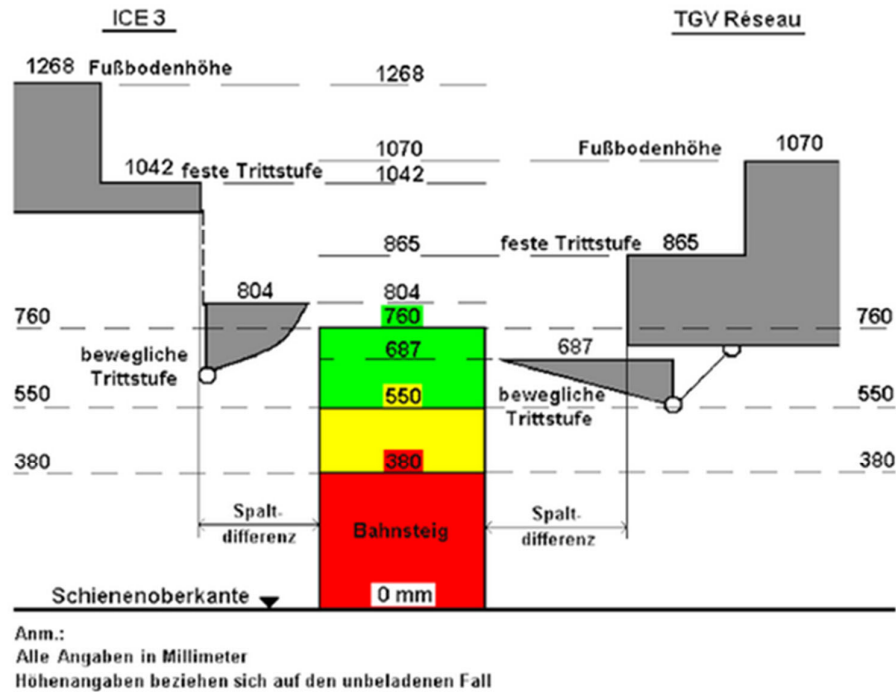 ICE 3
TGV Réseau
1268 Fußbodenhöhe 1268
1070 Fußbodenhöhe 1070
1042 feste Trittstufe 1042
865 feste Trittstufe 865
804 804
760 760 760
687 687
bewegliche
Trittstufe
bewegliche
Trittstufe
550 550 550
380 380 380
Spalt-
differenz
Bahnsteig
Spalt-
differenz
Schienenoberkante 0 mm
Anm.:
Alle Angaben in Millimeter
Höhenangaben beziehen sich auf den unbeladenen Fall